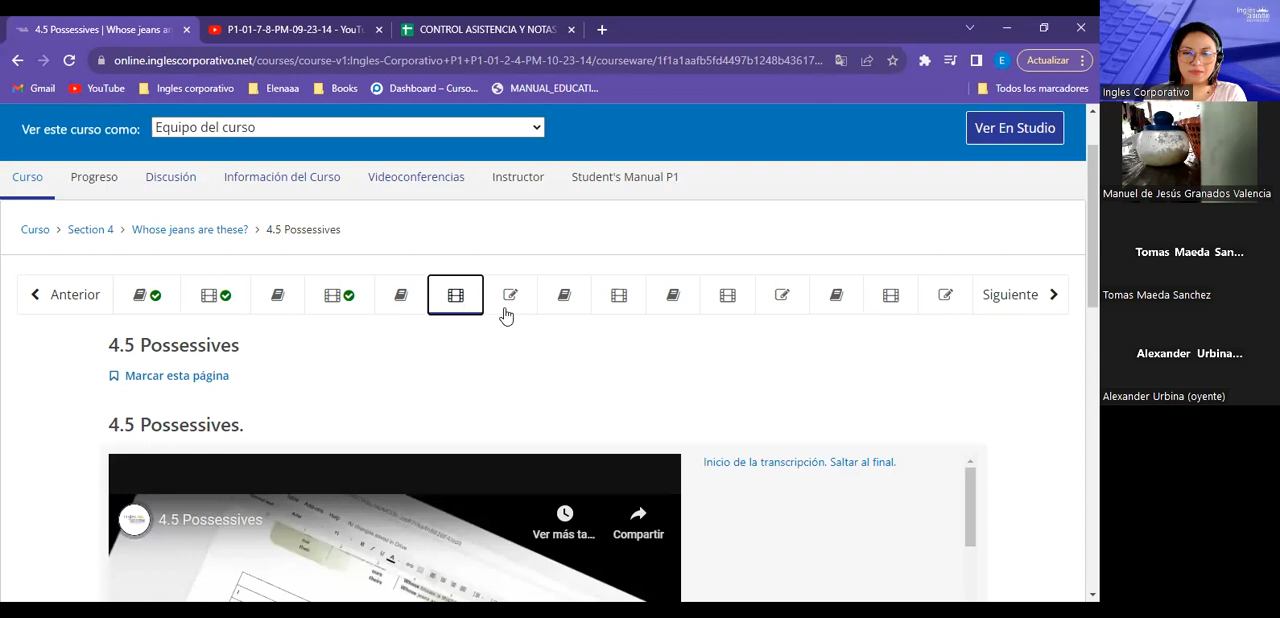 4.5 Possessives | Whose jeans ar
P1-01-7-8-PM-09-23-14 - YouT
CONTROL ASISTENCIA Y NOTAS
online.inglescorporativo.net/courses/course-v1:Ingles-Corporativo+P1+P1-01-2-4-PM-10-23-14/courseware/1f1a1aafb5fd4497b1248b43617...
E
Actualizar
Gmail
YouTube
Ingles corporativo
Elenaaa
Books
Dashboard – Curso...
MANUAL_EDUCATI...
Todos los marcadores
Ver este curso como:
Equipo del curso
Ver En Studio
Curso
Progreso
Discusión
Información del Curso
Videoconferencias
Instructor
Student's Manual P1
Curso > Section 4 > Whose jeans are these? > 4.5 Possessives
Anterior
Siguiente
4.5 Possessives
Marcar esta página
4.5 Possessives.
4.5 Possessives
Ver más ta...
Compartir
Inicio de la transcripción. Saltar al final.
Ingles Corporativo
Manuel de Jesús Granados Valencia
Tomas Maeda San...
Tomas Maeda Sanchez
Alexander Urbina...
Alexander Urbina (oyente)